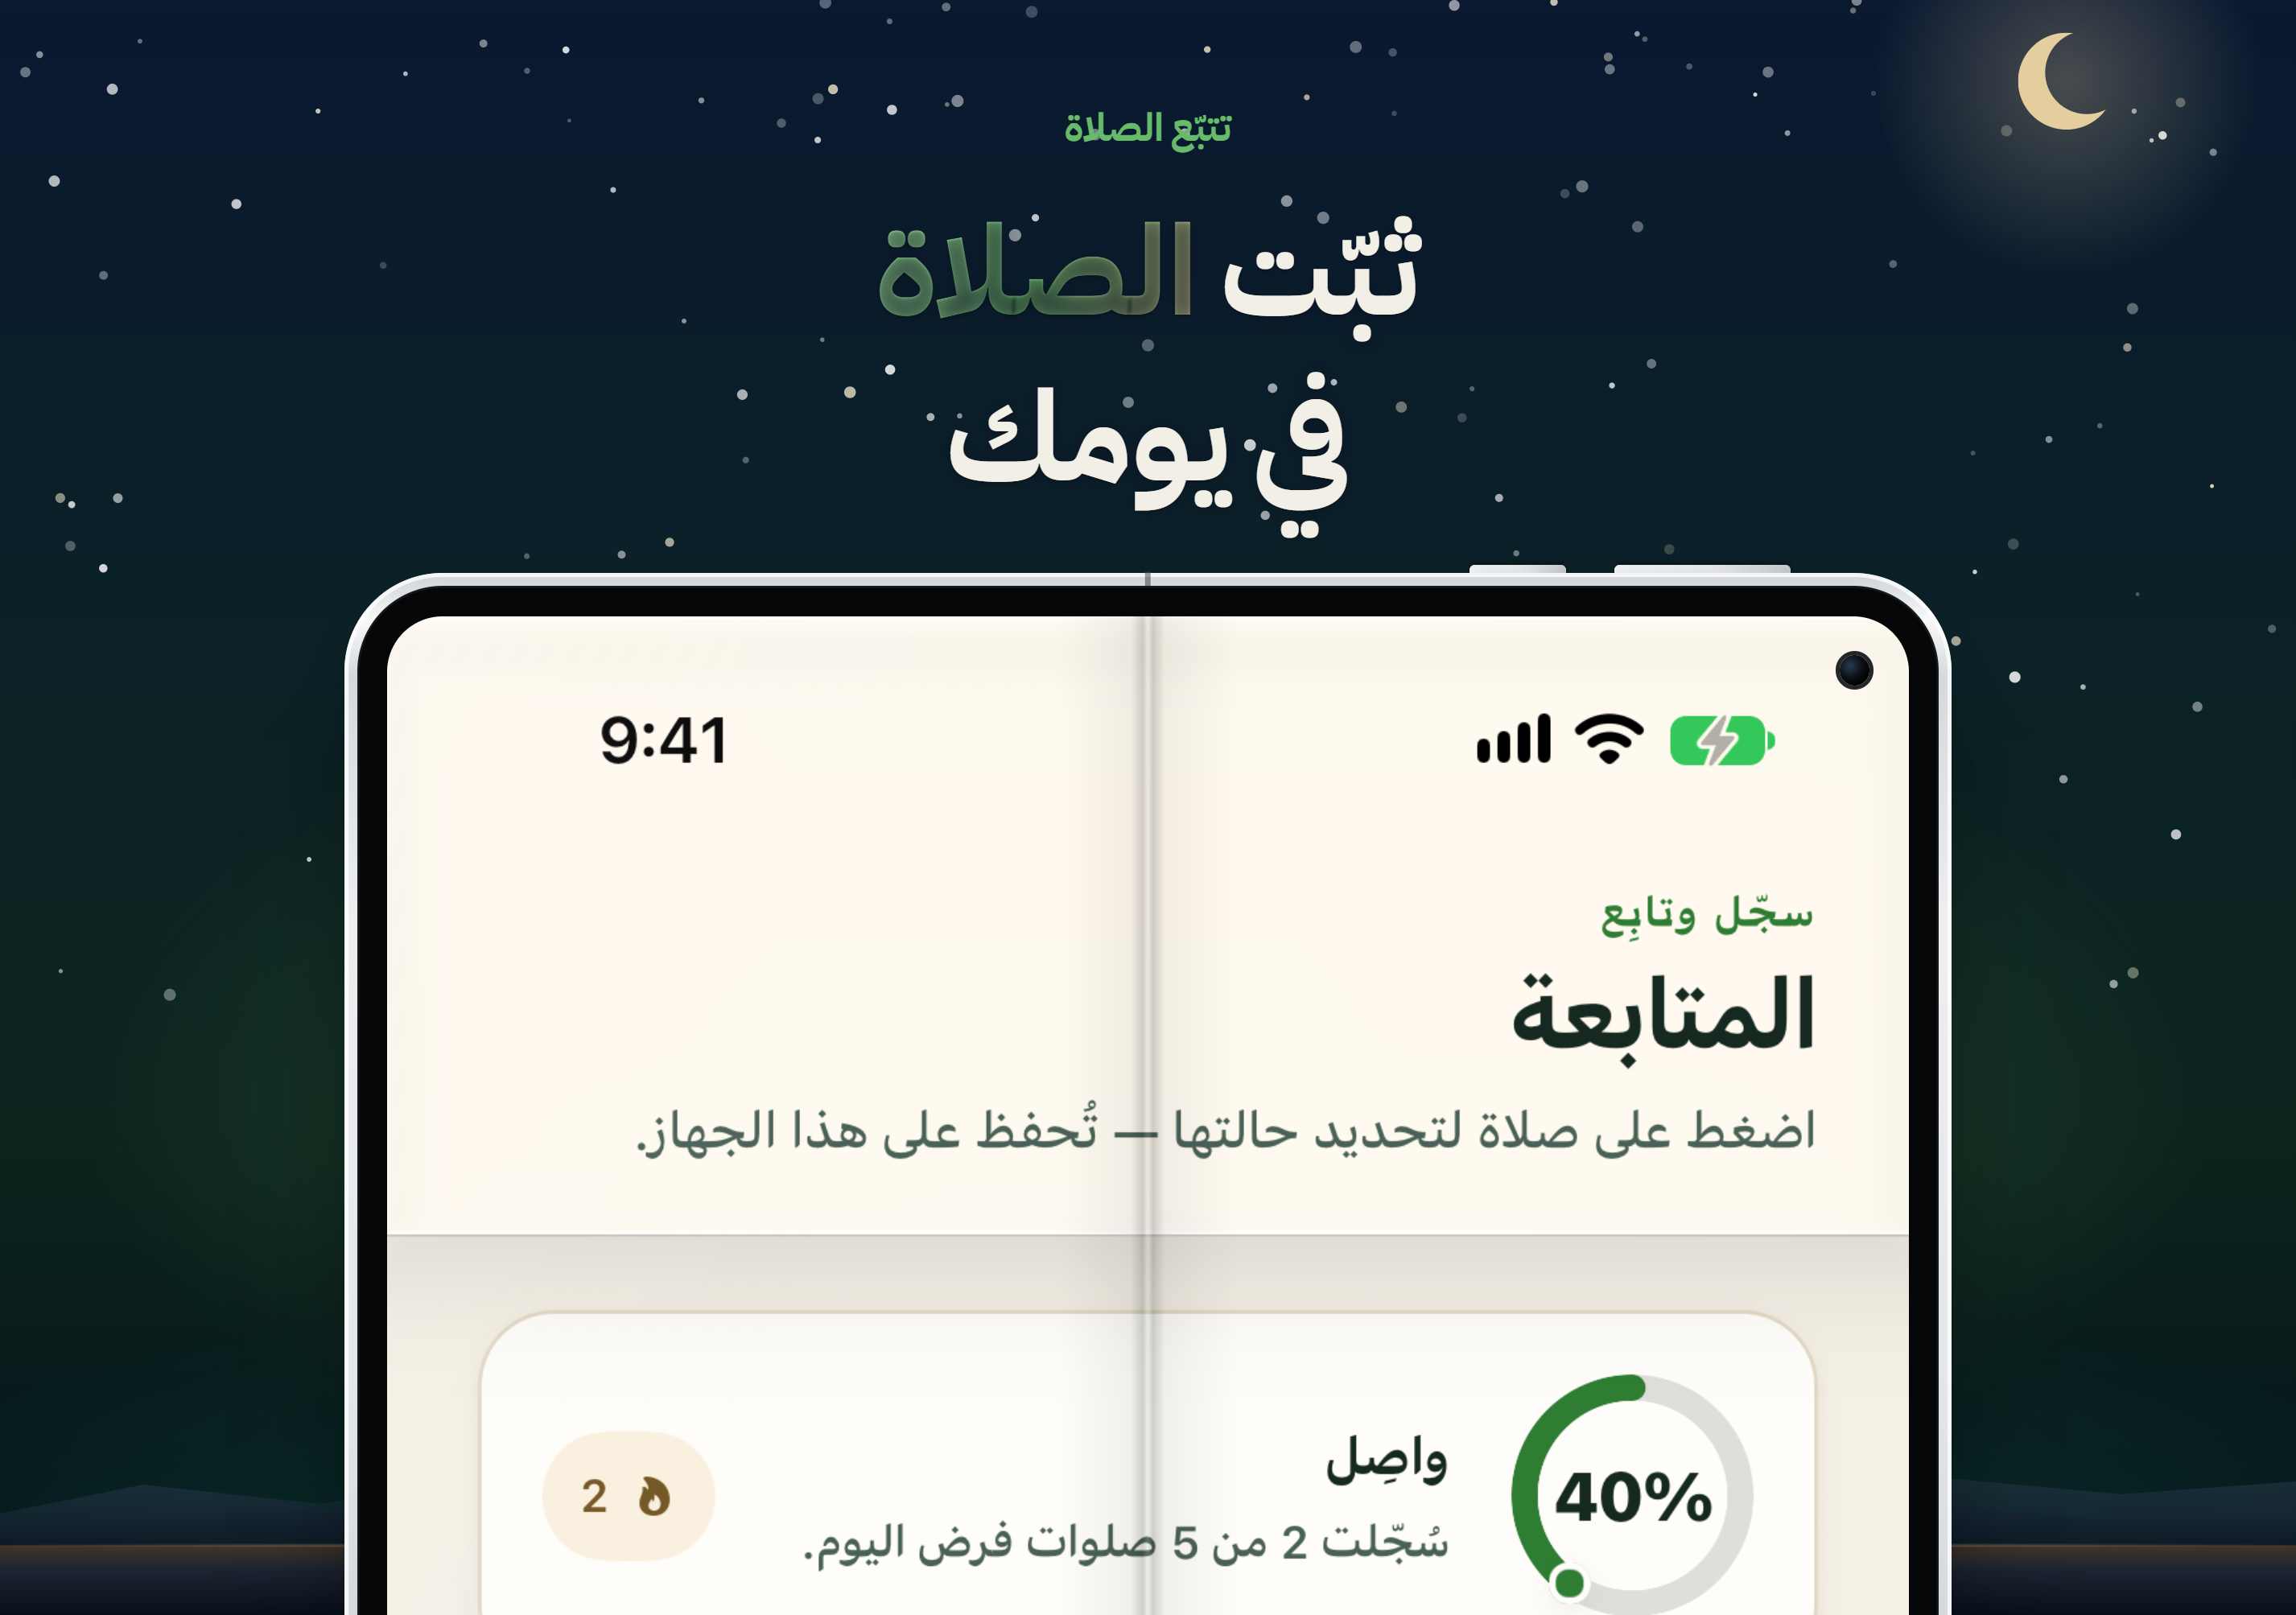 تتبّع الصلاة
ثبّت الصلاة
في يومك
9:41
سجّل وتابِع
المتابعة
اضغط على صلاة لتحديد حالتها — تُحفظ على هذا الجهاز.
40%
واصِل
سُجّلت 2 من 5 صلوات فرض اليوم.
2